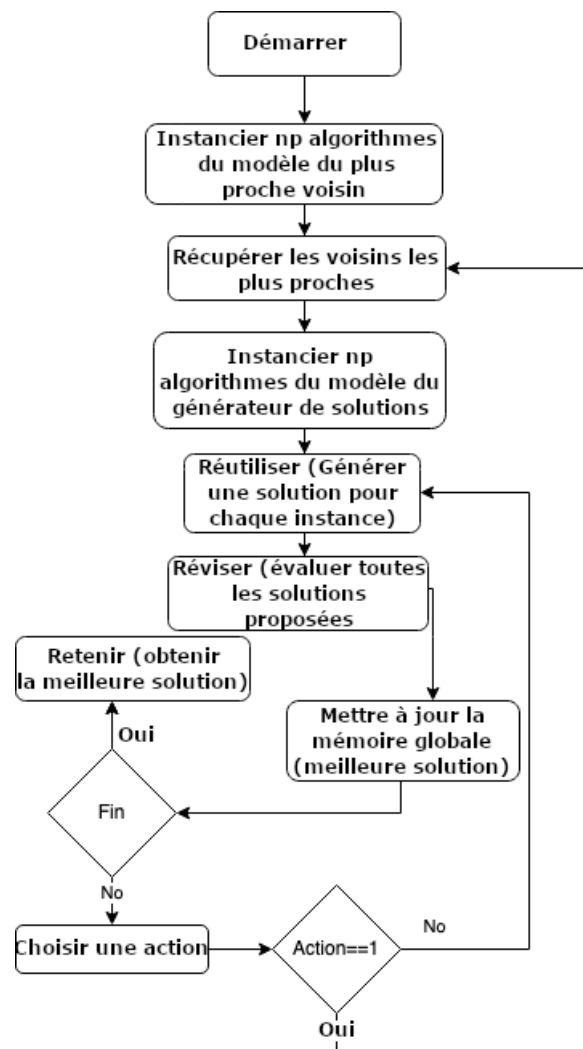 Démarrer
Instancier np algorithmes
du modèle du plus
proche voisin
Récupérer les voisins les
plus proches
Instancier np
algorithmes du modèle du
générateur de solutions
Réutiliser (Générer
une solution pour
chaque instance)
Réviser (évaluer toutes
les solutions
proposées
Retenir (obtenir
la meilleure solution)
Oui
Mettre à jour la
mémoire globale
(meilleure solution)
Fin
No
Choisir une action
Action==1
No
Oui